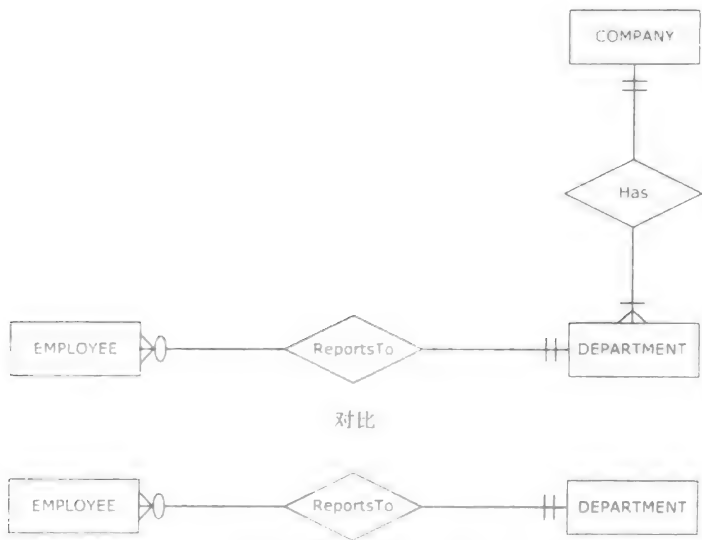 COMPANY
Has
EMPLOYEE
ReportsTo
DEPARTMENT
对比
EMPLOYEE
ReportsTo
DEPARTMENT